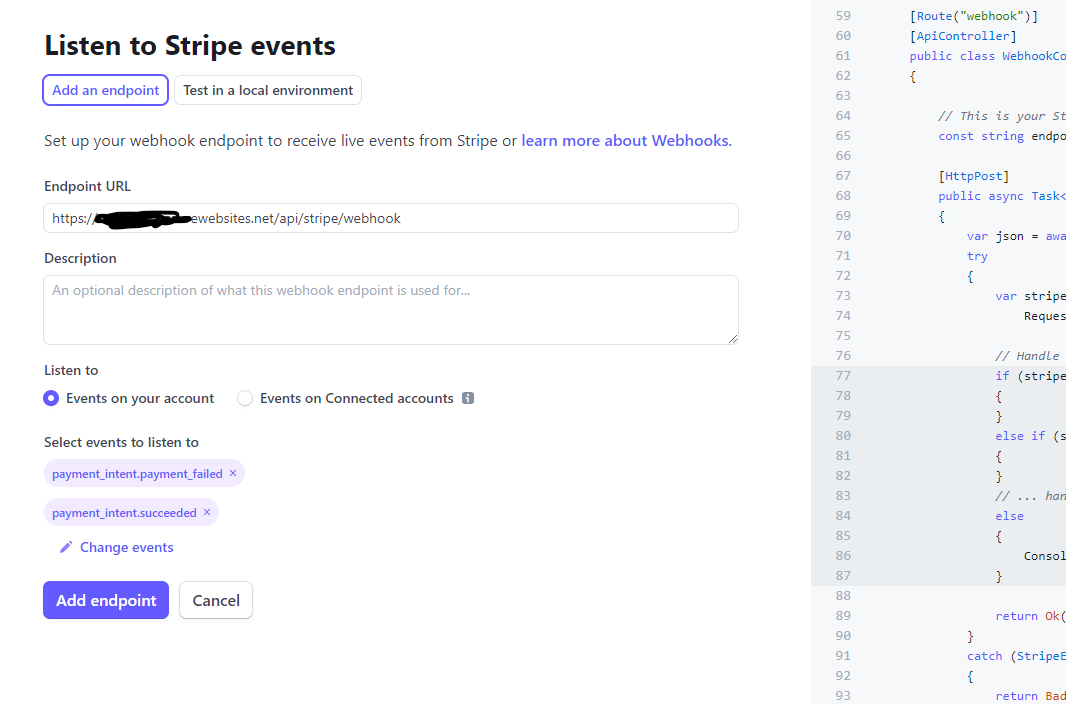 Listen to Stripe events
Add an endpoint
Test in a local environment
Set up your webhook endpoint to receive live events from Stripe or learn more about Webhooks.
Endpoint URL
https:// ewebsites.net/api/stripe/webhook
Description
An optional description of what this webhook endpoint is used for...
Listen to
Events on your account
Events on Connected accounts
Select events to listen to
payment_intent.payment_failed ×
payment_intent.succeeded ×
Change events
Add endpoint
Cancel
59 [Route("webhook")]
60 [ApiController]
61 public class WebhookCo
62 {
63
64 // This is your St
65 const string endpo
66
67 [HttpPost]
68 public async Task<
69 {
70 var json = awa
71 try
72 {
73 var stripe
74 Reques
75
76 // Handle
77 if (stripe
78 {
79 }
80 else if (s
81 {
82 }
83 // ... han
84 else
85 {
86 Consol
87 }
88
89 return Ok(
90 }
91 catch (StripeE
92 {
93 return Bad